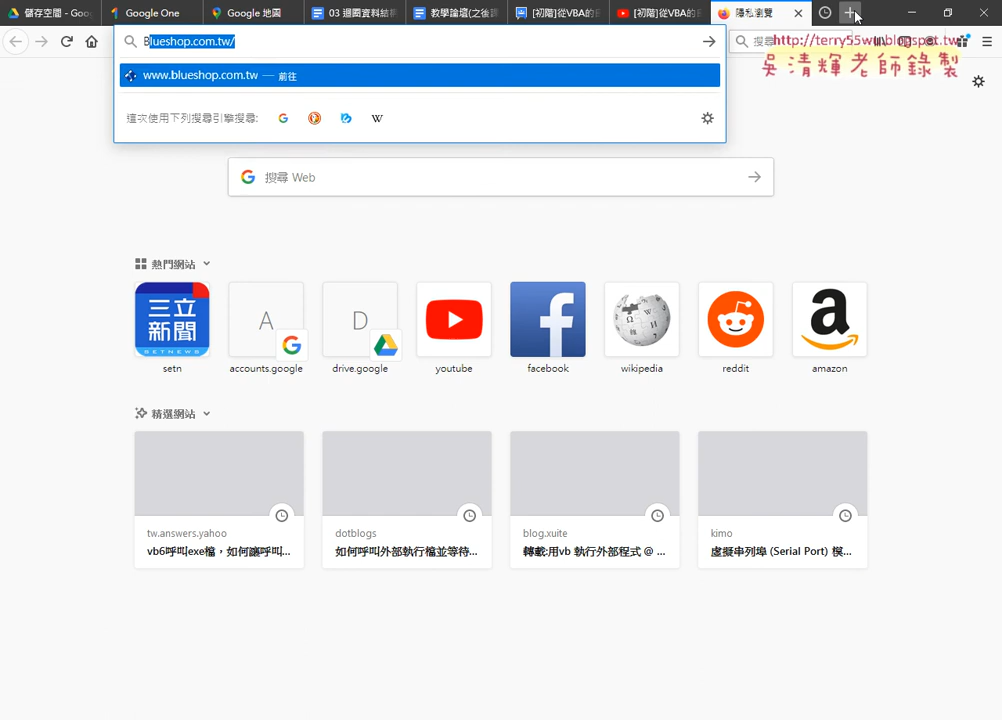 儲存空間 - Goo
Google One
Google 地圖
03 迴圈資料結構
教學論壇(之後課
[初階]從VBA的自
[初階]從VBA的
隱私瀏覽
Blueshop.com.tw/
搜尋
http://terry55wu.blogspot.tw
吳清輝老師錄製
www.blueshop.com.tw — 前往
這次使用下列搜尋引擎搜尋:
搜尋 Web
熱門網站
三立
新聞
SETNEWS
A
D
setn
accounts.google
drive.google
youtube
facebook
wikipedia
reddit
amazon
精選網站
tw.answers.yahoo
vb6呼叫exe檔，如何讓呼叫...
dotblogs
如何呼叫外部執行檔並等待...
blog.xuite
轉載:用vb 執行外部程式 @ ...
kimo
虛擬串列埠 (Serial Port) 模...